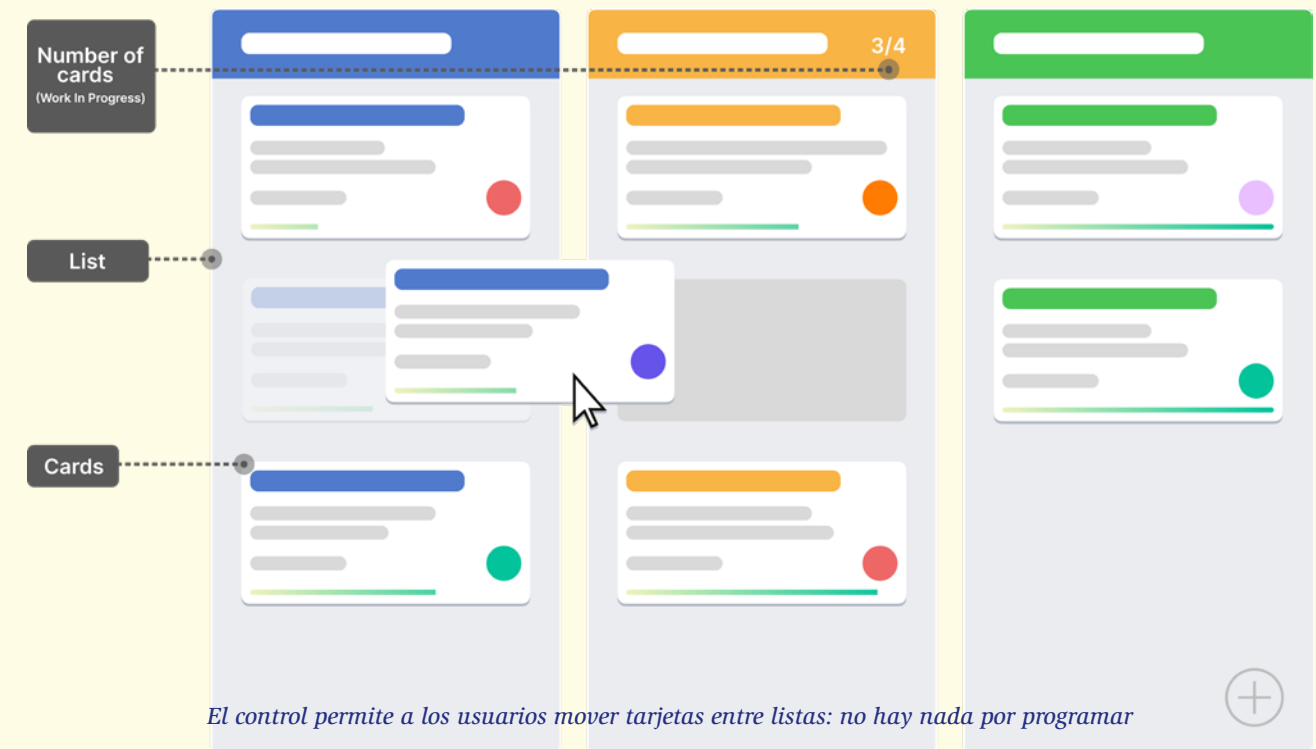 Number of
cards
(Work In Progress)
3/4
List
Cards
El control permite a los usuarios mover tarjetas entre listas: no hay nada por programar